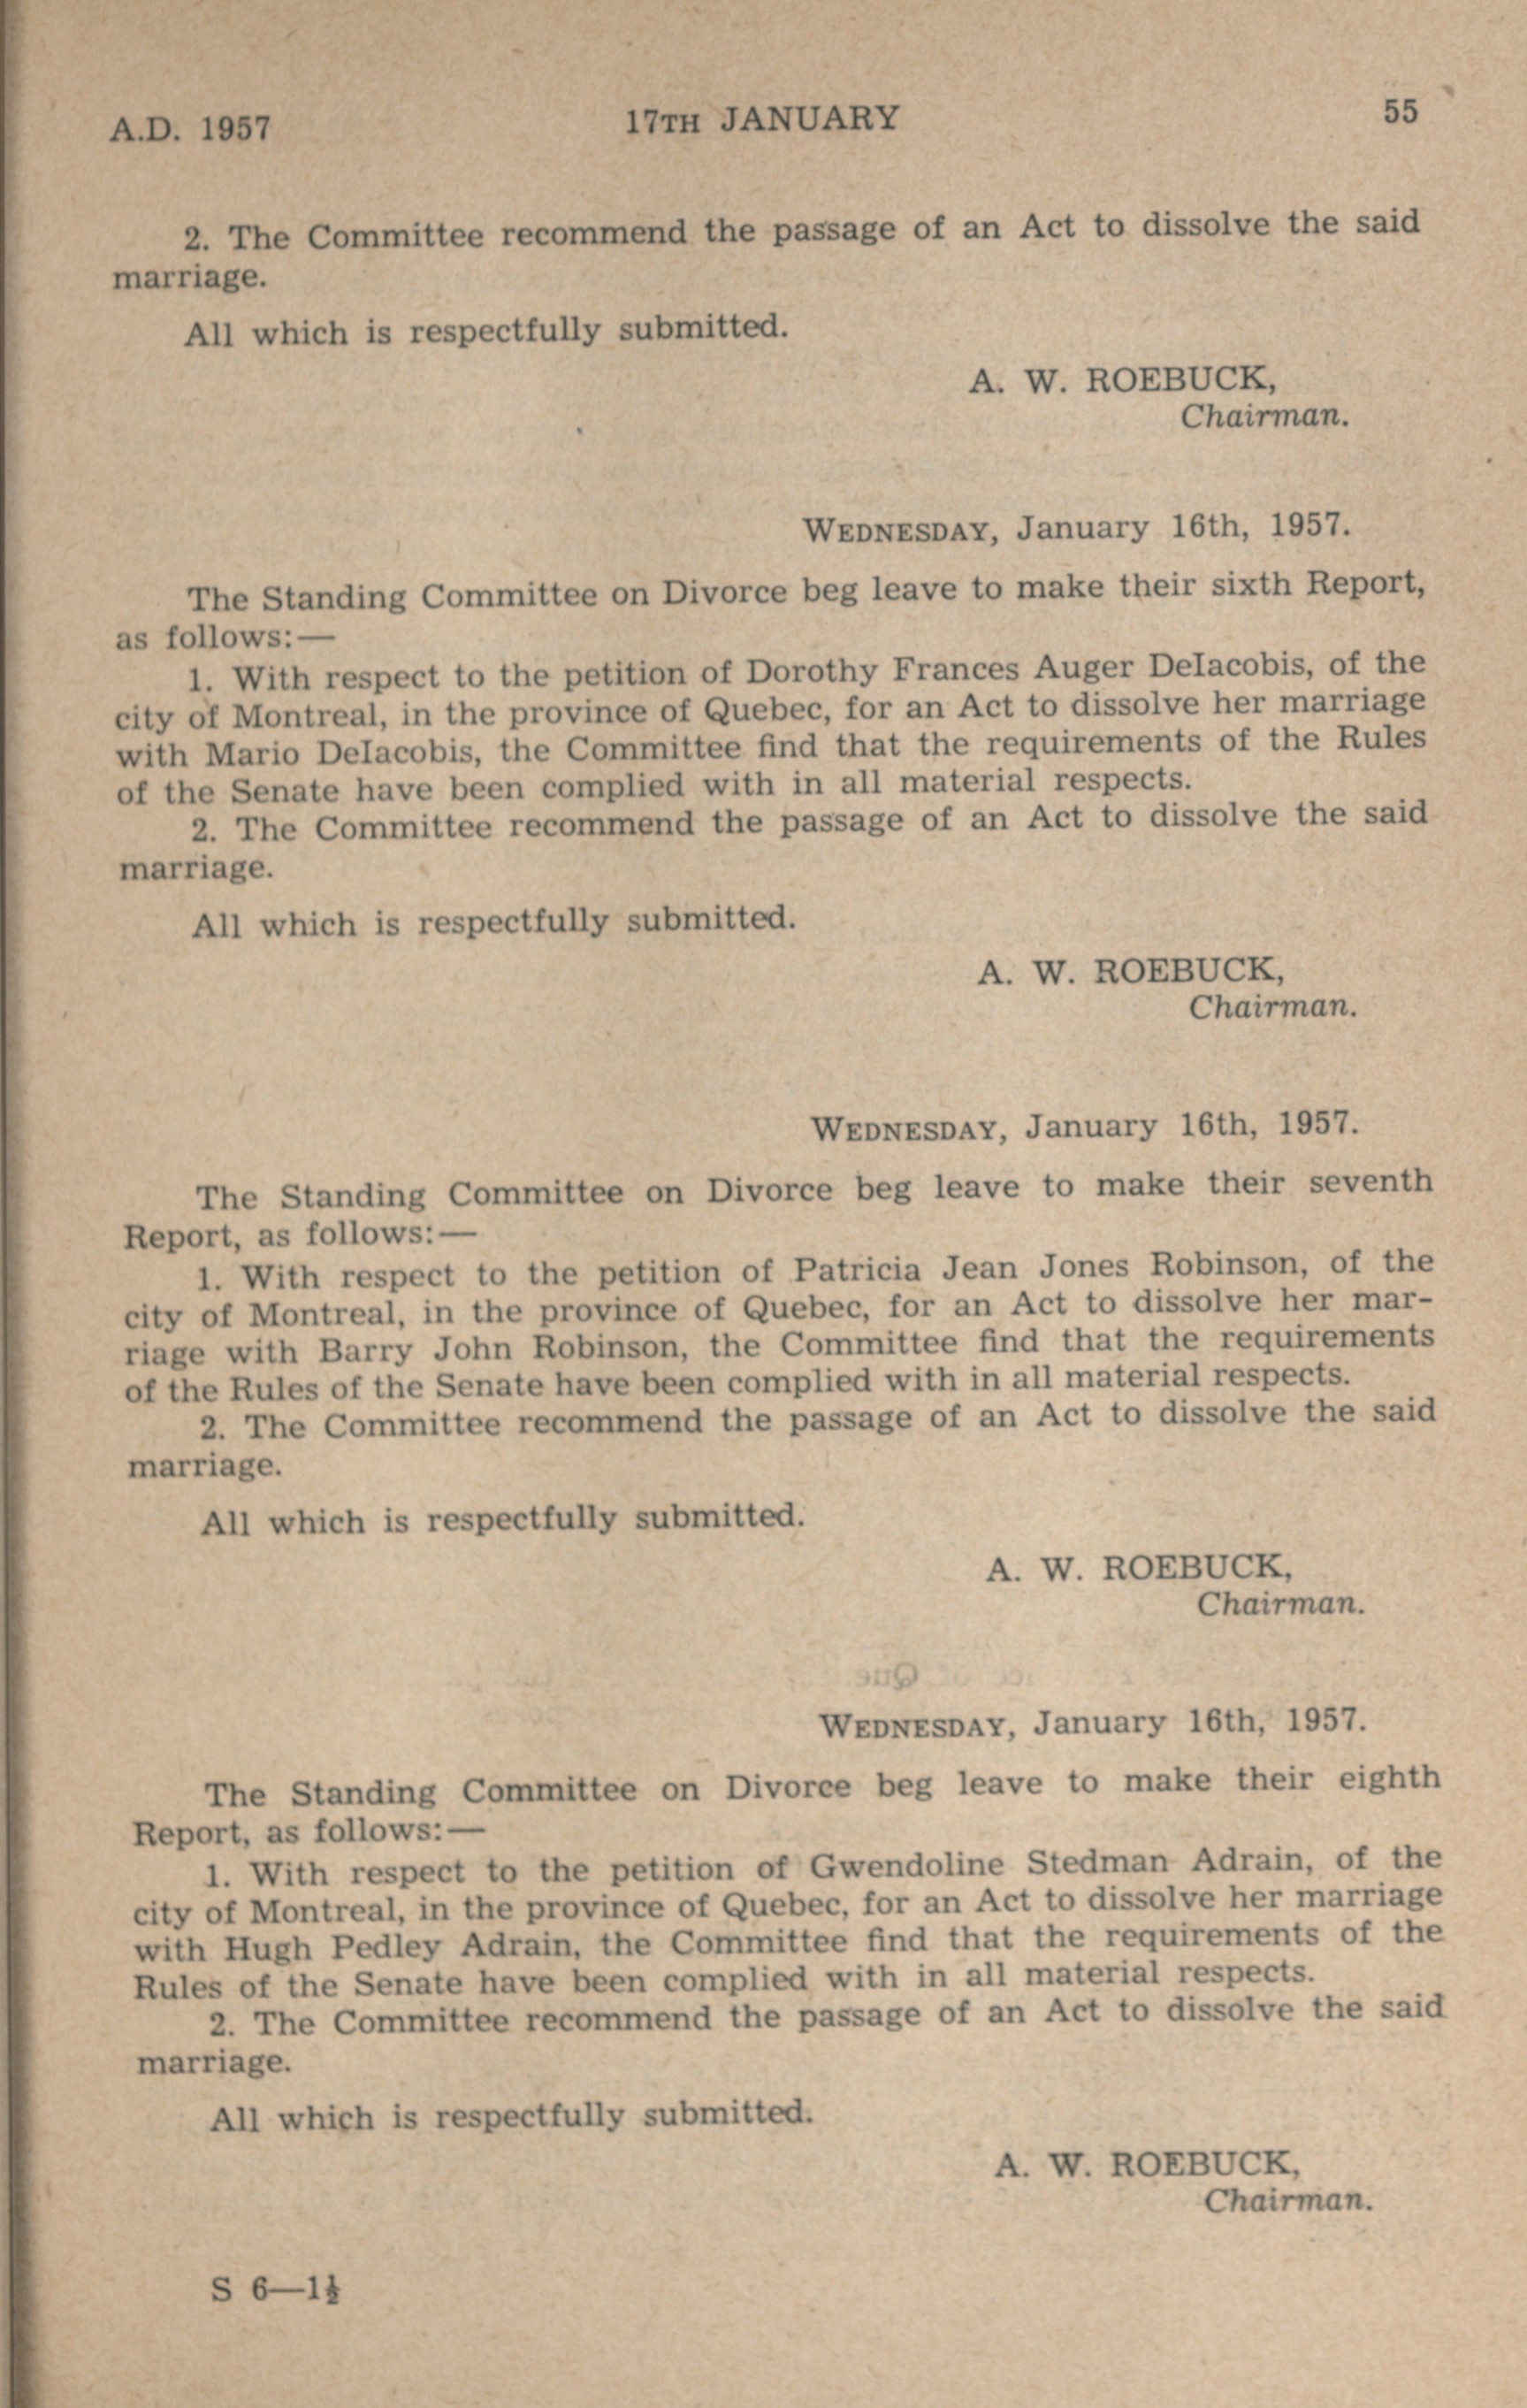 A.D. 1957 17TH JANUARY 55
2. The Committee recommend the passage of an Act to dissolve the said
marriage.
All which is respectfully submitted.
A. W. ROEBUCK,
Chairman.
WEDNESDAY, January 16th, 1957.
The Standing Committee on Divorce beg leave to make their sixth Report,
as follows:—
1. With respect to the petition of Dorothy Frances Auger DeIacobis, of the
city of Montreal, in the province of Quebec, for an Act to dissolve her marriage
with Mario DeIacobis, the Committee find that the requirements of the Rules
of the Senate have been complied with in all material respects.
2. The Committee recommend the passage of an Act to dissolve the said
marriage.
All which is respectfully submitted.
A. W. ROEBUCK,
Chairman.
WEDNESDAY, January 16th, 1957.
The Standing Committee on Divorce beg leave to make their seventh
Report, as follows:—
1. With respect to the petition of Patricia Jean Jones Robinson, of the
city of Montreal, in the province of Quebec, for an Act to dissolve her mar-
riage with Barry John Robinson, the Committee find that the requirements
of the Rules of the Senate have been complied with in all material respects.
2. The Committee recommend the passage of an Act to dissolve the said
marriage.
All which is respectfully submitted.
A. W. ROEBUCK,
Chairman.
WEDNESDAY, January 16th, 1957.
The Standing Committee on Divorce beg leave to make their eighth
Report, as follows:—
1. With respect to the petition of Gwendoline Stedman Adrain, of the
city of Montreal, in the province of Quebec, for an Act to dissolve her marriage
with Hugh Pedley Adrain, the Committee find that the requirements of the
Rules of the Senate have been complied with in all material respects.
2. The Committee recommend the passage of an Act to dissolve the said
marriage.
All which is respectfully submitted.
A. W. ROEBUCK,
Chairman.
S 6—1½